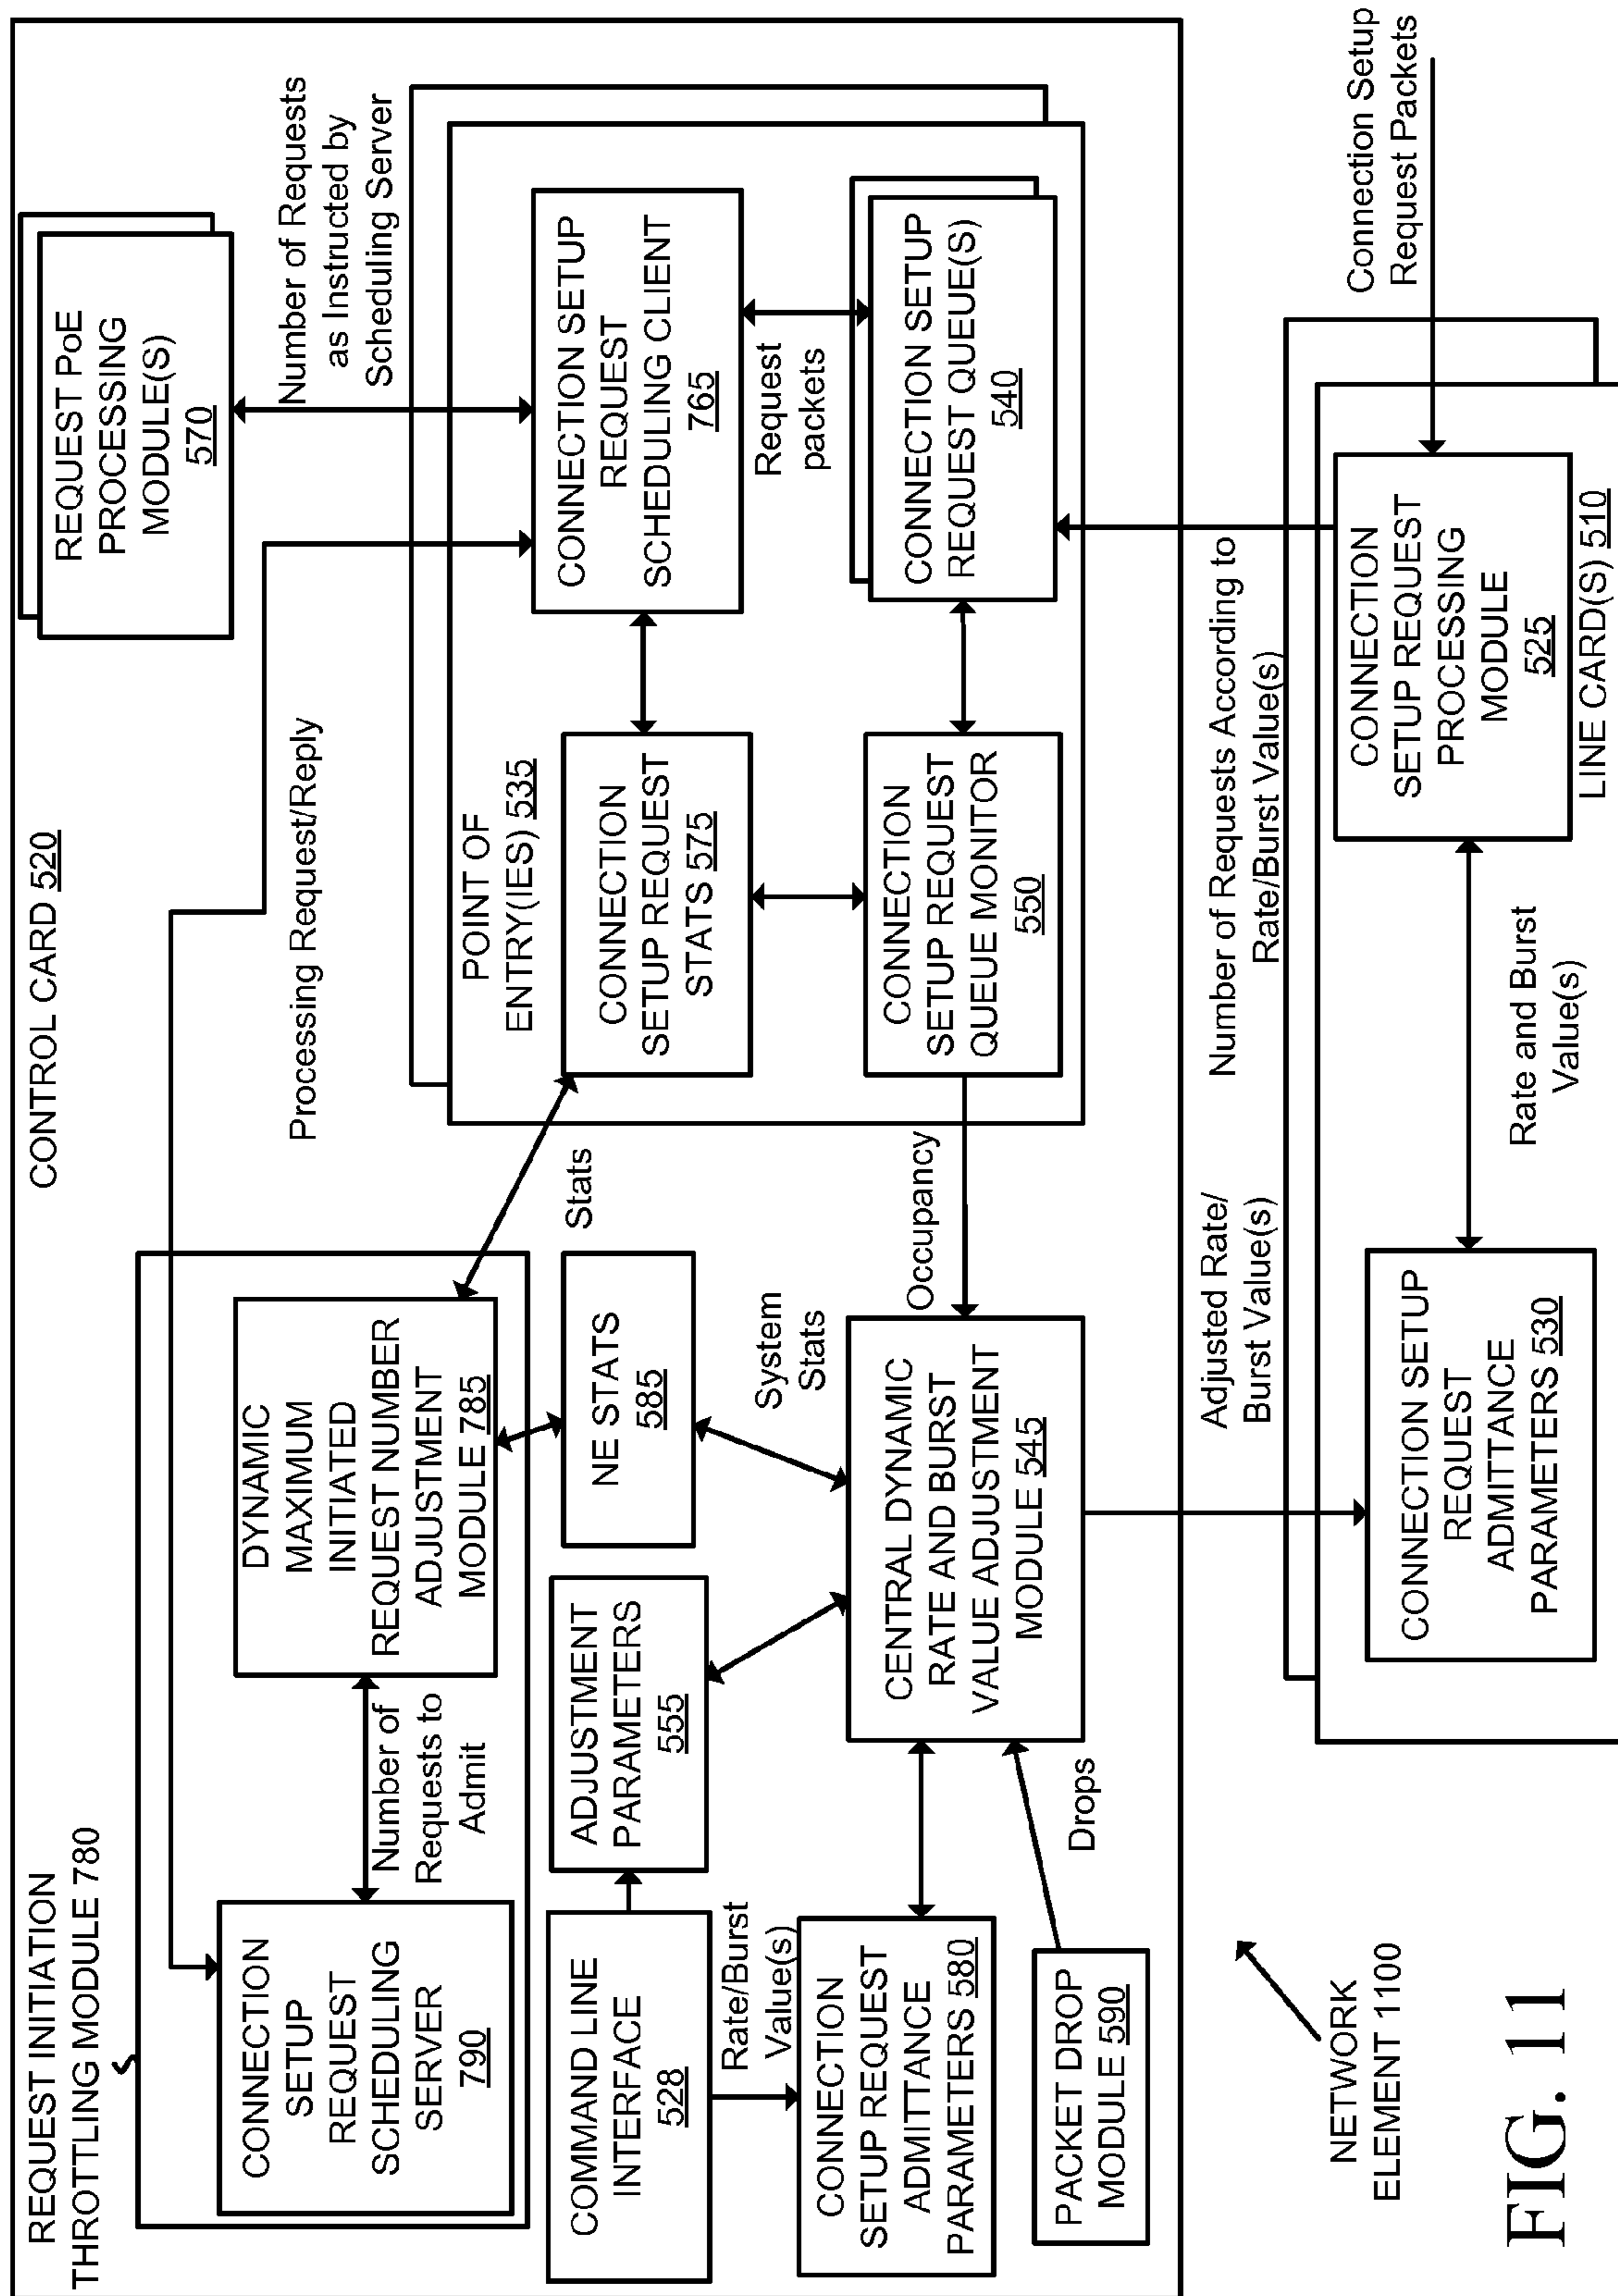 REQUEST INITIATION
THROTTLING MODULE 780
CONTROL CARD 520
CONNECTION
SETUP
REQUEST
SCHEDULING
SERVER
790
Number of
Requests to
Admit
DYNAMIC
MAXIMUM
INITIATED
REQUEST NUMBER
ADJUSTMENT
MODULE 785
Processing Request/Reply
REQUEST PoE
PROCESSING
MODULE(S)
570
Number of Requests
as Instructed by
Scheduling Server
Stats
POINT OF
ENTRY(IES) 535
CONNECTION
SETUP REQUEST
STATS 575
CONNECTION SETUP
REQUEST
SCHEDULING CLIENT
765
Request
packets
COMMAND LINE
INTERFACE
528
ADJUSTMENT
PARAMETERS
555
NE STATS
585
Rate/Burst
Value(s)
System
Stats
CONNECTION
SETUP REQUEST
ADMITTANCE
PARAMETERS 580
CENTRAL DYNAMIC
RATE AND BURST
VALUE ADJUSTMENT
MODULE 545
Occupancy
CONNECTION
SETUP REQUEST
QUEUE MONITOR
550
CONNECTION SETUP
REQUEST QUEUE(S)
540
PACKET DROP
MODULE 590
Drops
Adjusted Rate/
Burst Value(s)
Number of Requests According to
Rate/Burst Value(s)
Connection Setup
Request Packets
CONNECTION SETUP
REQUEST
ADMITTANCE
PARAMETERS 530
Rate and Burst
Value(s)
CONNECTION
SETUP REQUEST
PROCESSING
MODULE
525
LINE CARD(S) 510
NETWORK
ELEMENT 1100
FIG. 11